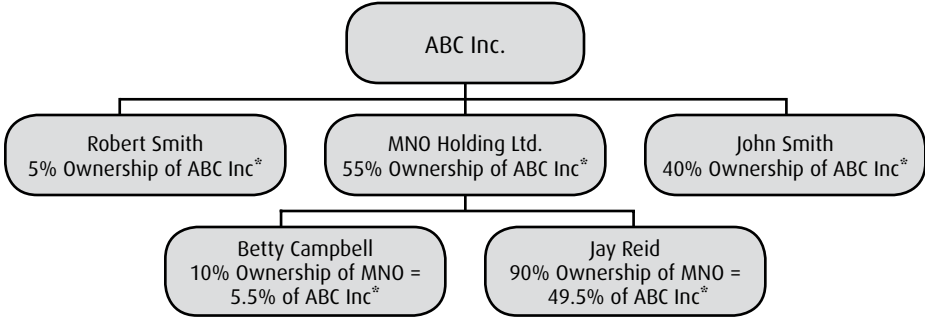 ABC Inc.
Robert Smith
5% Ownership of ABC Inc*
MNO Holding Ltd.
55% Ownership of ABC Inc*
John Smith
40% Ownership of ABC Inc*
Betty Campbell
10% Ownership of MNO =
5.5% of ABC Inc*
Jay Reid
90% Ownership of MNO =
49.5% of ABC Inc*